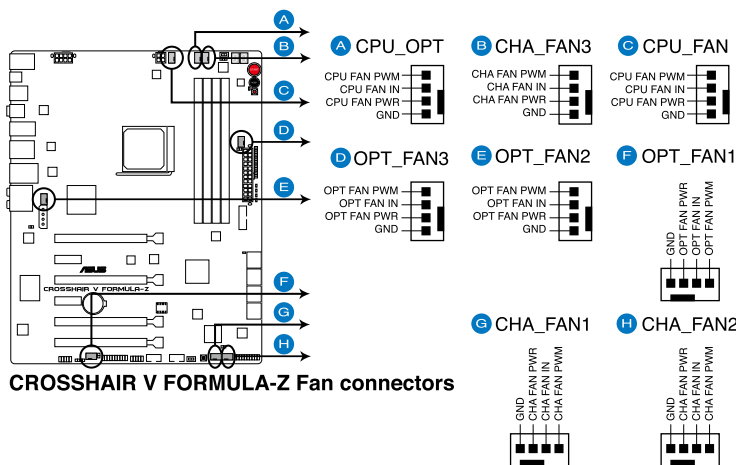 A
B
C
D
E
F
G
H
A CPU_OPT
CPU FAN PWM
CPU FAN IN
CPU FAN PWR
GND
B CHA_FAN3
CHA FAN PWM
CHA FAN IN
CHA FAN PWR
GND
C CPU_FAN
CPU FAN PWM
CPU FAN IN
CPU FAN PWR
GND
D OPT_FAN3
OPT FAN PWM
OPT FAN IN
OPT FAN PWR
GND
E OPT_FAN2
OPT FAN PWM
OPT FAN IN
OPT FAN PWR
GND
F OPT_FAN1
GND
OPT FAN PWR
OPT FAN IN
OPT FAN PWM
G CHA_FAN1
GND
CHA FAN PWR
CHA FAN IN
CHA FAN PWM
H CHA_FAN2
GND
CHA FAN PWR
CHA FAN IN
CHA FAN PWM
ASUS
CROSSHAIR V FORMULA-Z
CROSSHAIR V FORMULA-Z Fan connectors